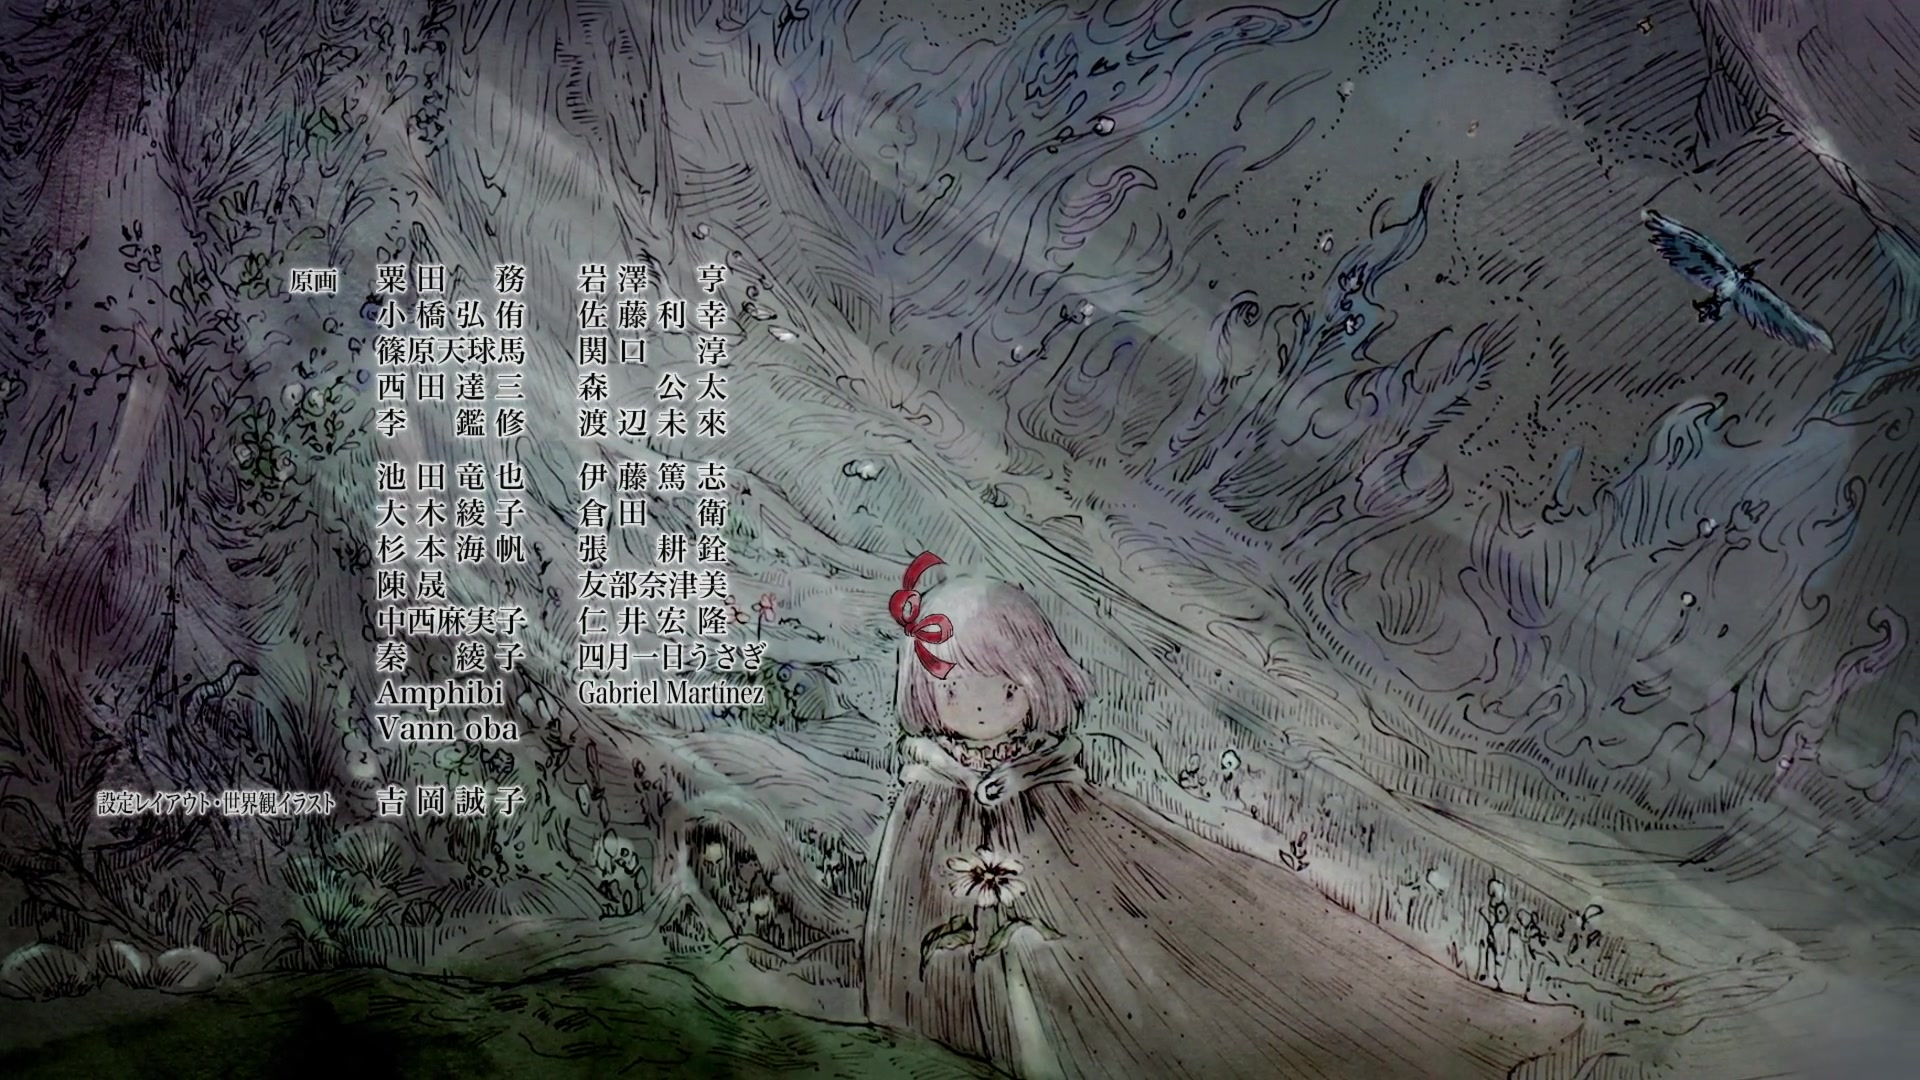 原画 粟田 務 岩澤 亨
小橋弘侑 佐藤利幸
篠原天球馬 関口 淳
西田達三 森 公太
李 鑑修 渡辺未來
池田竜也 伊藤篤志
大木綾子 倉田 衛
杉本海帆 張 耕銓
陳晟 友部奈津美
中西麻実子 仁井宏隆
秦 綾子 四月一日うさぎ
Amphibi Gabriel Martínez
Vann oba
設定レイアウト・世界観イラスト 吉岡誠子